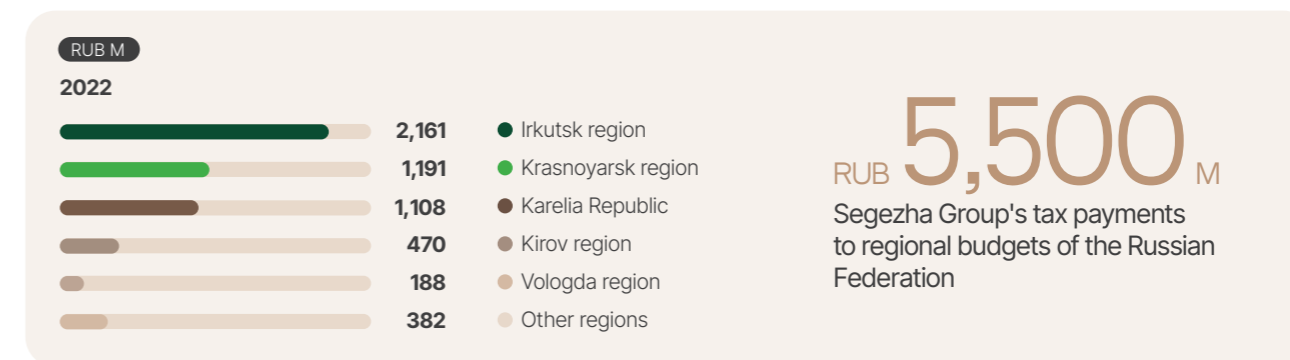 RUB M
2022
2,161 Irkutsk region
1,191 Krasnoyarsk region
1,108 Karelia Republic
470 Kirov region
188 Vologda region
382 Other regions
RUB 5,500 M
Segezha Group's tax payments
to regional budgets of the Russian
Federation